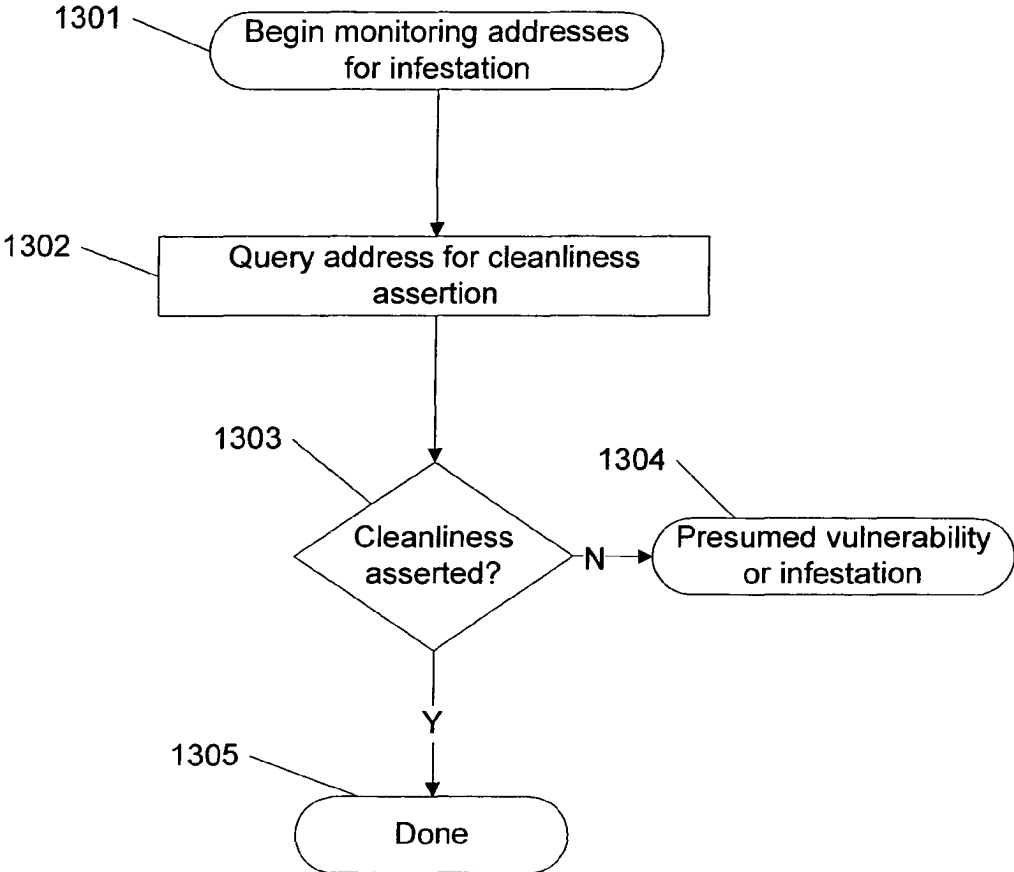 1301
Begin monitoring addresses
for infestation
1302
Query address for cleanliness
assertion
1303
Cleanliness
asserted?
N
1304
Presumed vulnerability
or infestation
Y
1305
Done